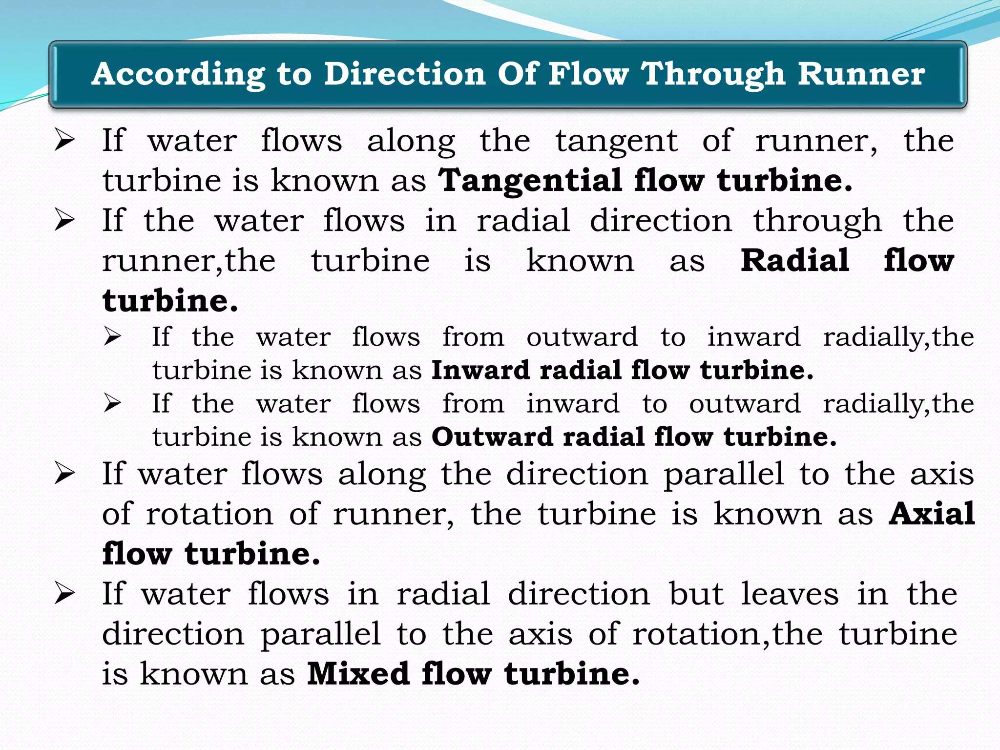 According to Direction Of Flow Through Runner
➢ If water flows along the tangent of runner, the
turbine is known as Tangential flow turbine.
➢ If the water flows in radial direction through the
runner,the turbine is known as Radial flow
turbine.
➢ If the water flows from outward to inward radially,the
turbine is known as Inward radial flow turbine.
➢ If the water flows from inward to outward radially,the
turbine is known as Outward radial flow turbine.
➢ If water flows along the direction parallel to the axis
of rotation of runner, the turbine is known as Axial
flow turbine.
➢ If water flows in radial direction but leaves in the
direction parallel to the axis of rotation,the turbine
is known as Mixed flow turbine.